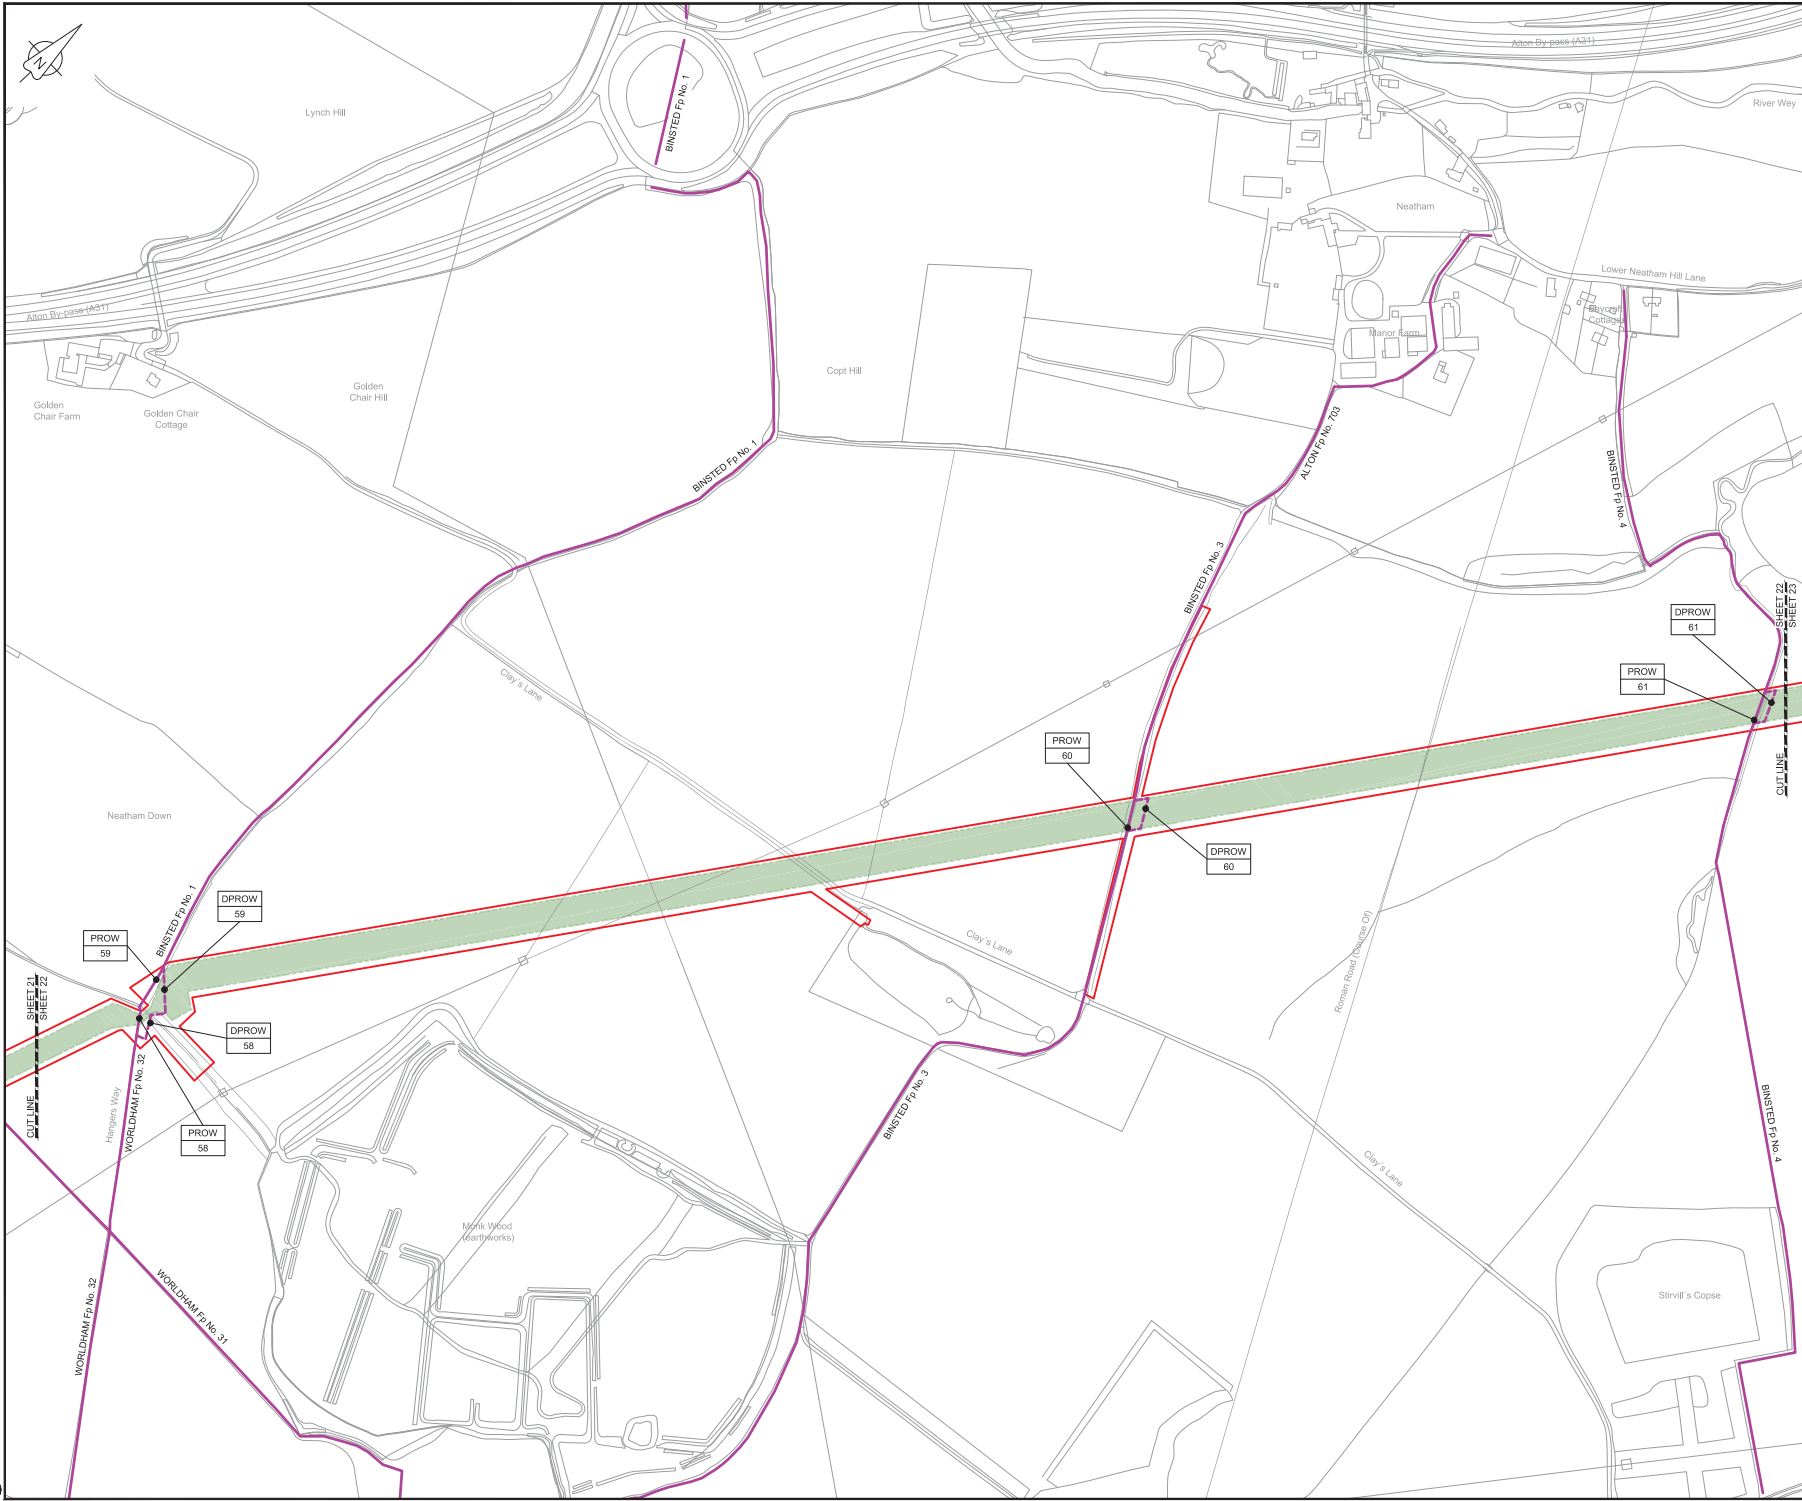 N
Alton By-pass (A31)
River Wey
Lynch Hill
BINSTED Fp No. 1
Neatham
Lower Neatham Hill Lane
Alton By-pass (A31)
Manor Farm
Cottages
Golden
Chair Farm
Golden Chair
Cottage
Golden
Chair Hill
Copt Hill
BINSTED Fp No. 1
ALTON Fp No. 703
BINSTED Fp No. 4
BINSTED Fp No. 3
Clay's Lane
DPROW
61
PROW
61
SHEET 22
SHEET 23
CUT LINE
PROW
60
DPROW
60
Neatham Down
BINSTED Fp No. 1
DPROW
59
PROW
59
Clay's Lane
Roman Road (Course Of)
SHEET 21
SHEET 22
CUT LINE
DPROW
58
PROW
58
Hangers Way
WORLDHAM Fp No. 32
BINSTED Fp No. 3
BINSTED Fp No. 4
Clay's Lane
Monk Wood
(earthworks)
WORLDHAM Fp No. 32
WORLDHAM Fp No. 31
Stirvill's Copse